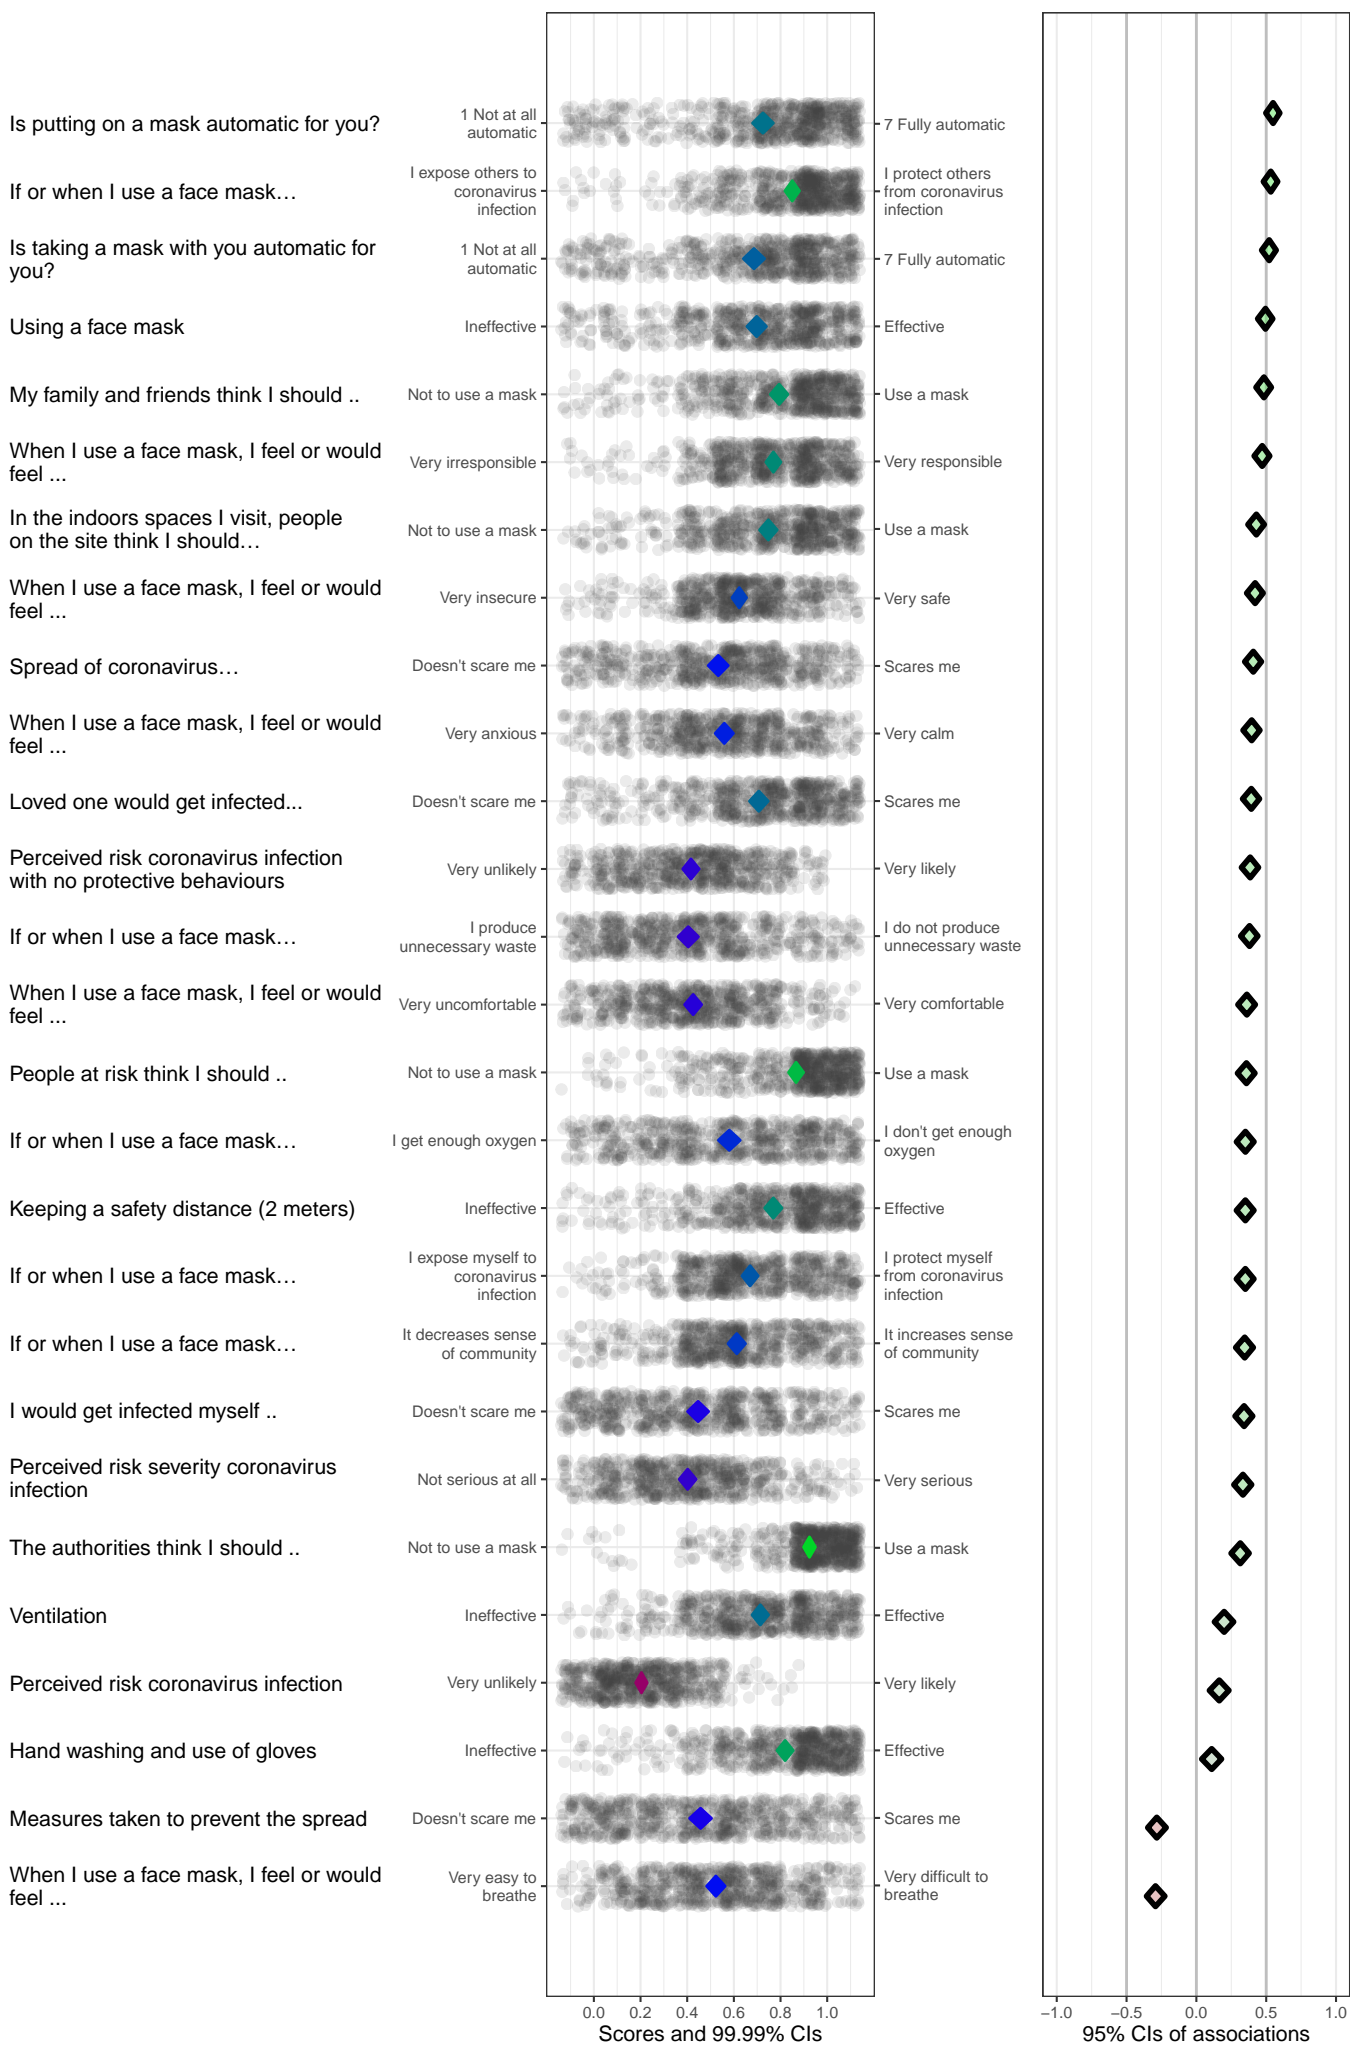 Is putting on a mask automatic for you?
1 Not at all
automatic
7 Fully automatic
If or when I use a face mask…
I expose others to
coronavirus
infection
I protect others
from coronavirus
infection
Is taking a mask with you automatic for
you?
1 Not at all
automatic
7 Fully automatic
Using a face mask
Ineffective
Effective
My family and friends think I should ..
Not to use a mask
Use a mask
When I use a face mask, I feel or would
feel ...
Very irresponsible
Very responsible
In the indoors spaces I visit, people
on the site think I should…
Not to use a mask
Use a mask
When I use a face mask, I feel or would
feel ...
Very insecure
Very safe
Spread of coronavirus…
Doesn't scare me
Scares me
When I use a face mask, I feel or would
feel ...
Very anxious
Very calm
Loved one would get infected...
Doesn't scare me
Scares me
Perceived risk coronavirus infection
with no protective behaviours
Very unlikely
Very likely
If or when I use a face mask…
I produce
unnecessary waste
I do not produce
unnecessary waste
When I use a face mask, I feel or would
feel ...
Very uncomfortable
Very comfortable
People at risk think I should ..
Not to use a mask
Use a mask
If or when I use a face mask…
I get enough oxygen
I don't get enough
oxygen
Keeping a safety distance (2 meters)
Ineffective
Effective
If or when I use a face mask…
I expose myself to
coronavirus
infection
I protect myself
from coronavirus
infection
If or when I use a face mask…
It decreases sense
of community
It increases sense
of community
I would get infected myself ..
Doesn't scare me
Scares me
Perceived risk severity coronavirus
infection
Not serious at all
Very serious
The authorities think I should ..
Not to use a mask
Use a mask
Ventilation
Ineffective
Effective
Perceived risk coronavirus infection
Very unlikely
Very likely
Hand washing and use of gloves
Ineffective
Effective
Measures taken to prevent the spread
Doesn't scare me
Scares me
When I use a face mask, I feel or would
feel ...
Very easy to
breathe
Very difficult to
breathe
0.0 0.2 0.4 0.6 0.8 1.0
Scores and 99.99% CIs
−1.0 −0.5 0.0 0.5 1.0
95% CIs of associations